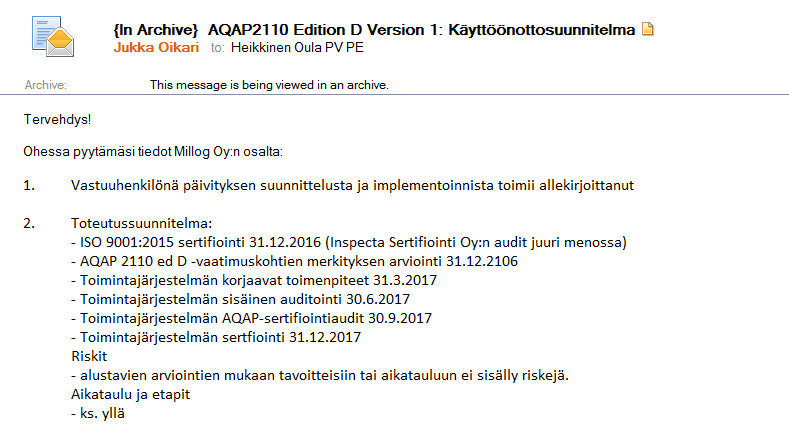 {In Archive} AQAP2110 Edition D Version 1: Käyttöönottosuunnitelma
Jukka Oikari to: Heikkinen Oula PV PE
Archive: This message is being viewed in an archive.
Tervehdys!
Ohessa pyytämäsi tiedot Millog Oy:n osalta:
1. Vastuuhenkilönä päivityksen suunnittelusta ja implementoinnista toimii allekirjoittanut
2. Toteutussuunnitelma:
- ISO 9001:2015 sertifiointi 31.12.2016 (Inspecta Sertifiointi Oy:n audit juuri menossa)
- AQAP 2110 ed D -vaatimuskohtien merkityksen arviointi 31.12.2106
- Toimintajärjestelmän korjaavat toimenpiteet 31.3.2017
- Toimintajärjestelmän sisäinen auditointi 30.6.2017
- Toimintajärjestelmän AQAP-sertifiointiaudit 30.9.2017
- Toimintajärjestelmän sertfiointi 31.12.2017
Riskit
- alustavien arviointien mukaan tavoitteisiin tai aikatauluun ei sisälly riskejä.
Aikataulu ja etapit
- ks. yllä